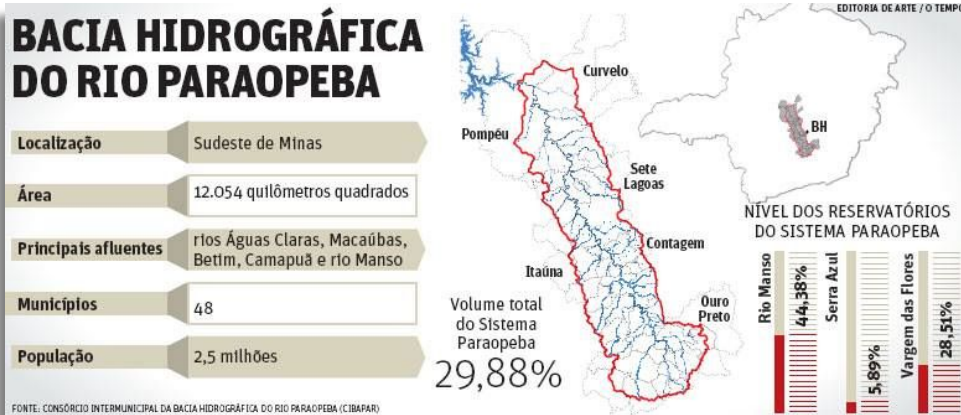 EDITORIA DE ARTE / O TEMPO
BACIA HIDROGRÁFICA
DO RIO PARAOPEBA
Localização
Sudeste de Minas
Área
12.054 quilômetros quadrados
Principais afluentes
rios Águas Claras, Macaúbas,
Betim, Camapuã e rio Manso
Municípios
48
População
2,5 milhões
FONTE: CONSÓRCIO INTERMUNICIPAL DA BACIA HIDROGRÁFICA DO RIO PARAOPEBA (CIBAPAR)
Curvelo
Pompéu
Sete
Lagoas
Contagem
Itaúna
Ouro
Preto
Volume total
do Sistema
Paraopeba
29,88%
BH
NÍVEL DOS RESERVATÓRIOS
DO SISTEMA PARAOPEBA
Rio Manso
44,38%
Serra Azul
5,89%
Vargem das Flores
28,51%